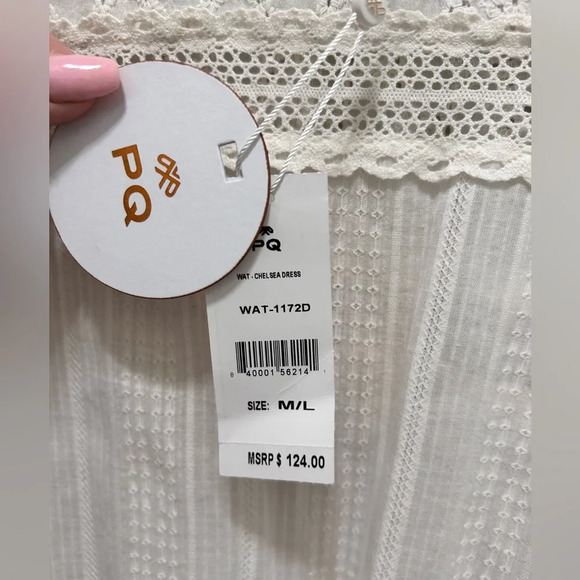 PQ
PQ
WAT - CHELSEA DRESS
WAT-1172D
8 40001 56214 1
SIZE: M/L
MSRP $ 124.00